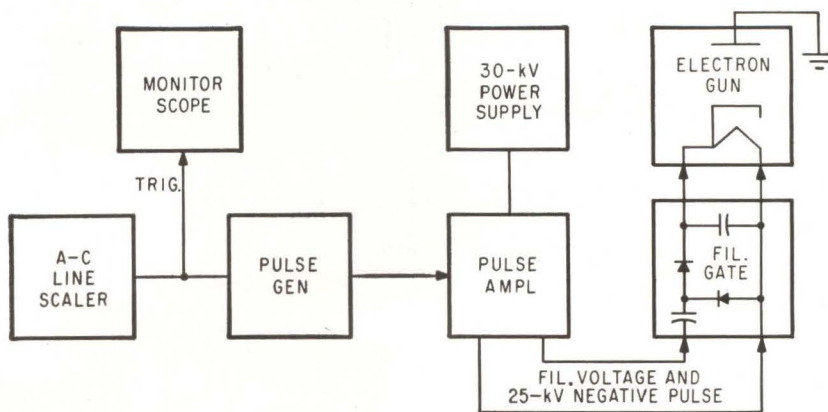 MONITOR
SCOPE
30-kV
POWER
SUPPLY
ELECTRON
GUN
TRIG.
A-C
LINE
SCALER
PULSE
GEN
PULSE
AMPL
FIL.
GATE
FIL. VOLTAGE AND
25-kV NEGATIVE PULSE